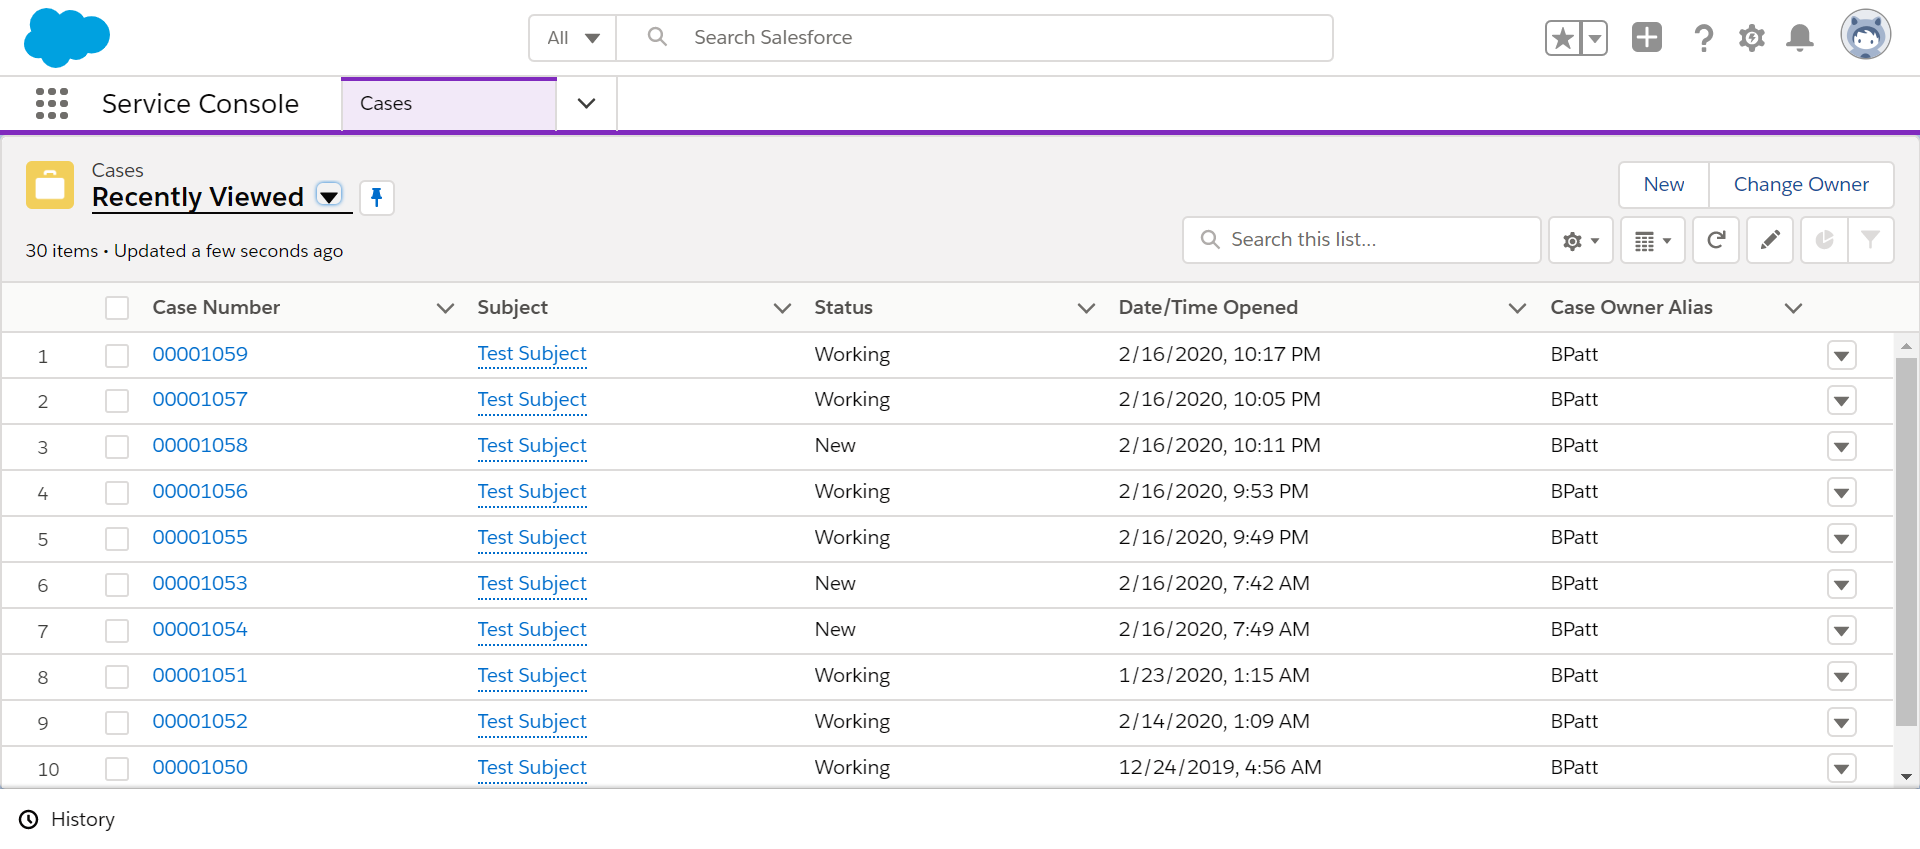 All Search Salesforce
Service Console Cases
Cases
Recently Viewed
New Change Owner
30 items • Updated a few seconds ago
Search this list...
Case Number Subject Status Date/Time Opened Case Owner Alias
1 00001059 Test Subject Working 2/16/2020, 10:17 PM BPatt
2 00001057 Test Subject Working 2/16/2020, 10:05 PM BPatt
3 00001058 Test Subject New 2/16/2020, 10:11 PM BPatt
4 00001056 Test Subject Working 2/16/2020, 9:53 PM BPatt
5 00001055 Test Subject Working 2/16/2020, 9:49 PM BPatt
6 00001053 Test Subject New 2/16/2020, 7:42 AM BPatt
7 00001054 Test Subject New 2/16/2020, 7:49 AM BPatt
8 00001051 Test Subject Working 1/23/2020, 1:15 AM BPatt
9 00001052 Test Subject Working 2/14/2020, 1:09 AM BPatt
10 00001050 Test Subject Working 12/24/2019, 4:56 AM BPatt
History